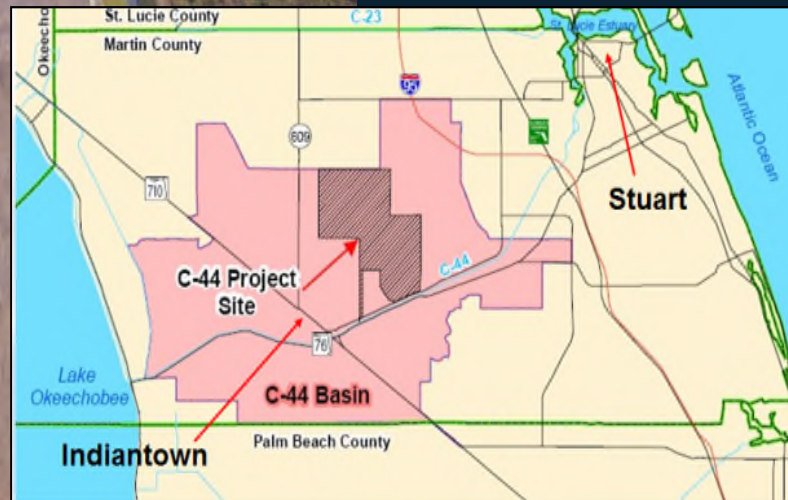 St. Lucie County
C-23
St. Lucie Estuary
Martin County
Okeecho
95
Atlantic Ocean
609
710
Stuart
C-44
C-44 Project
Site
76
Lake
Okeechobee
C-44 Basin
Indiantown
Palm Beach County